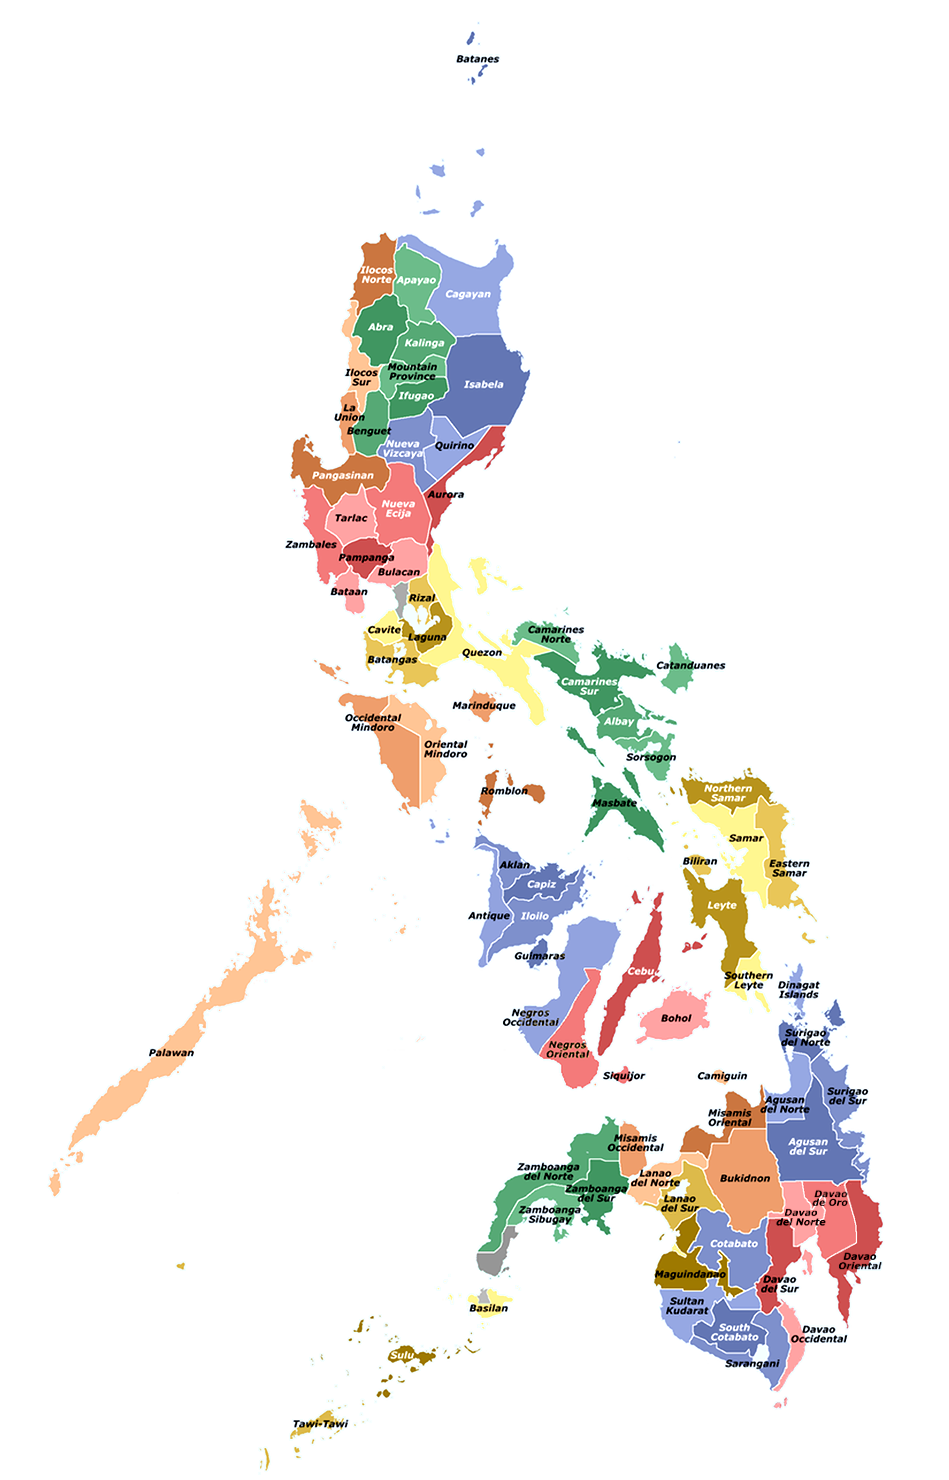 Batanes
Ilocos
Norte
Apayao
Cagayan
Abra
Kalinga
Mountain
Province
Ilocos
Sur
Isabela
Ifugao
La
Union
Benguet
Nueva
Vizcaya
Quirino
Pangasinan
Aurora
Nueva
Ecija
Tarlac
Zambales
Pampanga
Bulacan
Bataan
Rizal
Cavite
Laguna
Camarines
Norte
Quezon
Batangas
Catanduanes
Camarines
Sur
Marinduque
Occidental
Mindoro
Albay
Oriental
Mindoro
Sorsogon
Romblon
Masbate
Northern
Samar
Samar
Aklan
Biliran
Eastern
Samar
Capiz
Leyte
Antique
Iloilo
Guimaras
Cebu
Southern
Leyte
Dinagat
Islands
Negros
Occidental
Bohol
Surigao
del Norte
Negros
Oriental
Palawan
Siquijor
Camiguin
Surigao
del Sur
Agusan
del Norte
Misamis
Oriental
Misamis
Occidental
Agusan
del Sur
Zamboanga
del Norte
Lanao
del Norte
Bukidnon
Zamboanga
del Sur
Lanao
del Sur
Davao
de Oro
Zamboanga
Sibugay
Davao
del Norte
Cotabato
Davao
Oriental
Maguindanao
Davao
del Sur
Basilan
Sultan
Kudarat
South
Cotabato
Davao
Occidental
Sulu
Sarangani
Tawi-Tawi